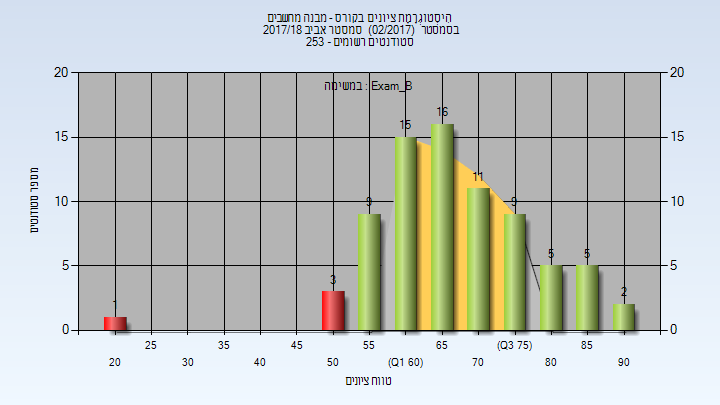 היסטוגרמת ציונים בקורס - מבנה מחשבים
בסמסטר (02/2017) סמסטר אביב 2017/18
סטודנטים רשומים - 253
במשימה : Exam_B
20 20
15 15
10 10
5 5
0 0
1 3 9 15 16 11 9 5 5 2
מספר סטודנטים
25 35 45 55 65 (Q3 75) 85
20 30 40 50 (Q1 60) 70 80 90
טווח ציונים